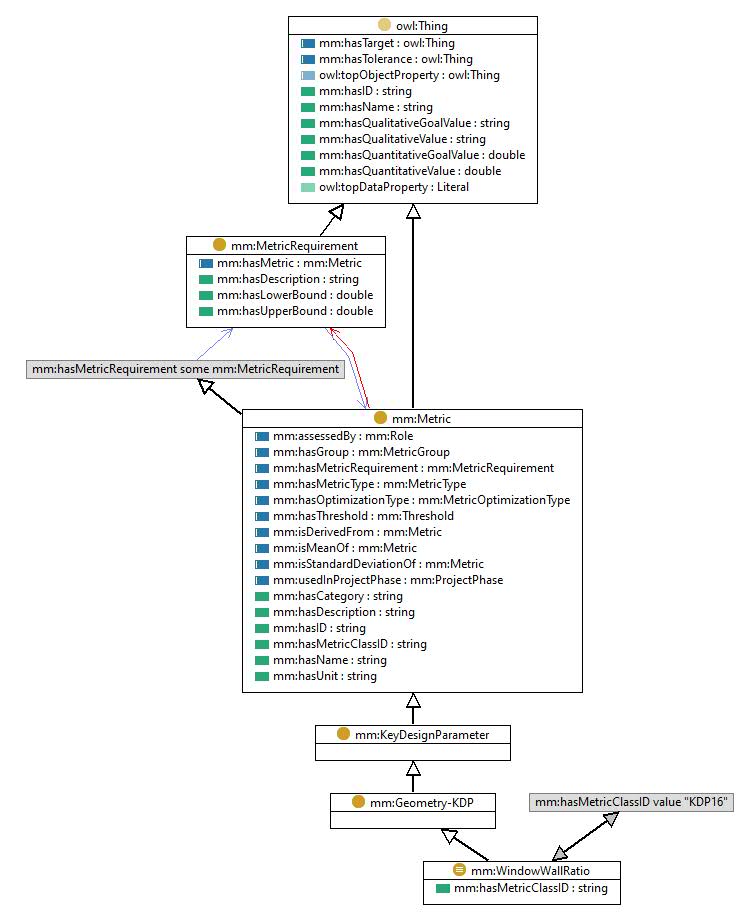 owl:Thing
mm:hasTarget : owl:Thing
mm:hasTolerance : owl:Thing
owl:topObjectProperty : owl:Thing
mm:hasID : string
mm:hasName : string
mm:hasQualitativeGoalValue : string
mm:hasQualitativeValue : string
mm:hasQuantitativeGoalValue : double
mm:hasQuantitativeValue : double
owl:topDataProperty : Literal
mm:MetricRequirement
mm:hasMetric : mm:Metric
mm:hasDescription : string
mm:hasLowerBound : double
mm:hasUpperBound : double
mm:hasMetricRequirement some mm:MetricRequirement
mm:Metric
mm:assessedBy : mm:Role
mm:hasGroup : mm:MetricGroup
mm:hasMetricRequirement : mm:MetricRequirement
mm:hasMetricType : mm:MetricType
mm:hasOptimizationType : mm:MetricOptimizationType
mm:hasThreshold : mm:Threshold
mm:isDerivedFrom : mm:Metric
mm:isMeanOf : mm:Metric
mm:isStandardDeviationOf : mm:Metric
mm:usedInProjectPhase : mm:ProjectPhase
mm:hasCategory : string
mm:hasDescription : string
mm:hasID : string
mm:hasMetricClassID : string
mm:hasName : string
mm:hasUnit : string
mm:KeyDesignParameter
mm:Geometry-KDP
mm:hasMetricClassID value "KDP16"
mm:WindowWallRatio
mm:hasMetricClassID : string